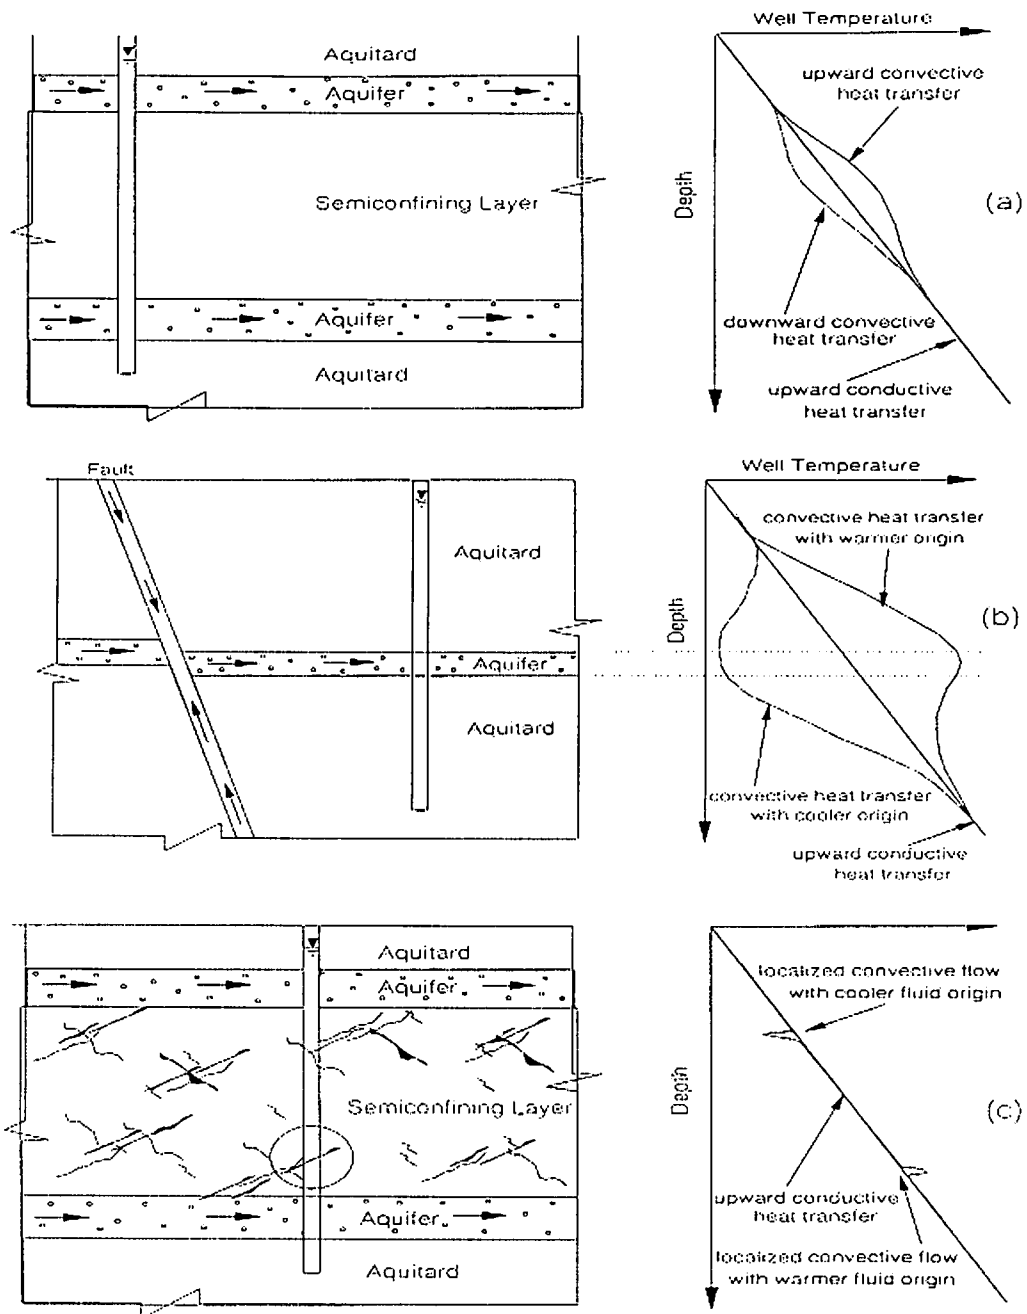 Aquitard
Aquifer
Semiconfining Layer
Aquifer
Aquitard
Well Temperature
upward convective
heat transfer
Depth
(a)
downward convective
heat transfer
upward conductive
heat transfer
Fault
Aquitard
Aquifer
Aquitard
Well Temperature
convective heat transfer
with warmer origin
Depth
(b)
convective heat transfer
with cooler origin
upward conductive
heat transfer
Aquitard
Aquifer
Semiconfining Layer
Aquifer
Aquitard
localized convective flow
with cooler fluid origin
Depth
(c)
upward conductive
heat transfer
localized convective flow
with warmer fluid origin